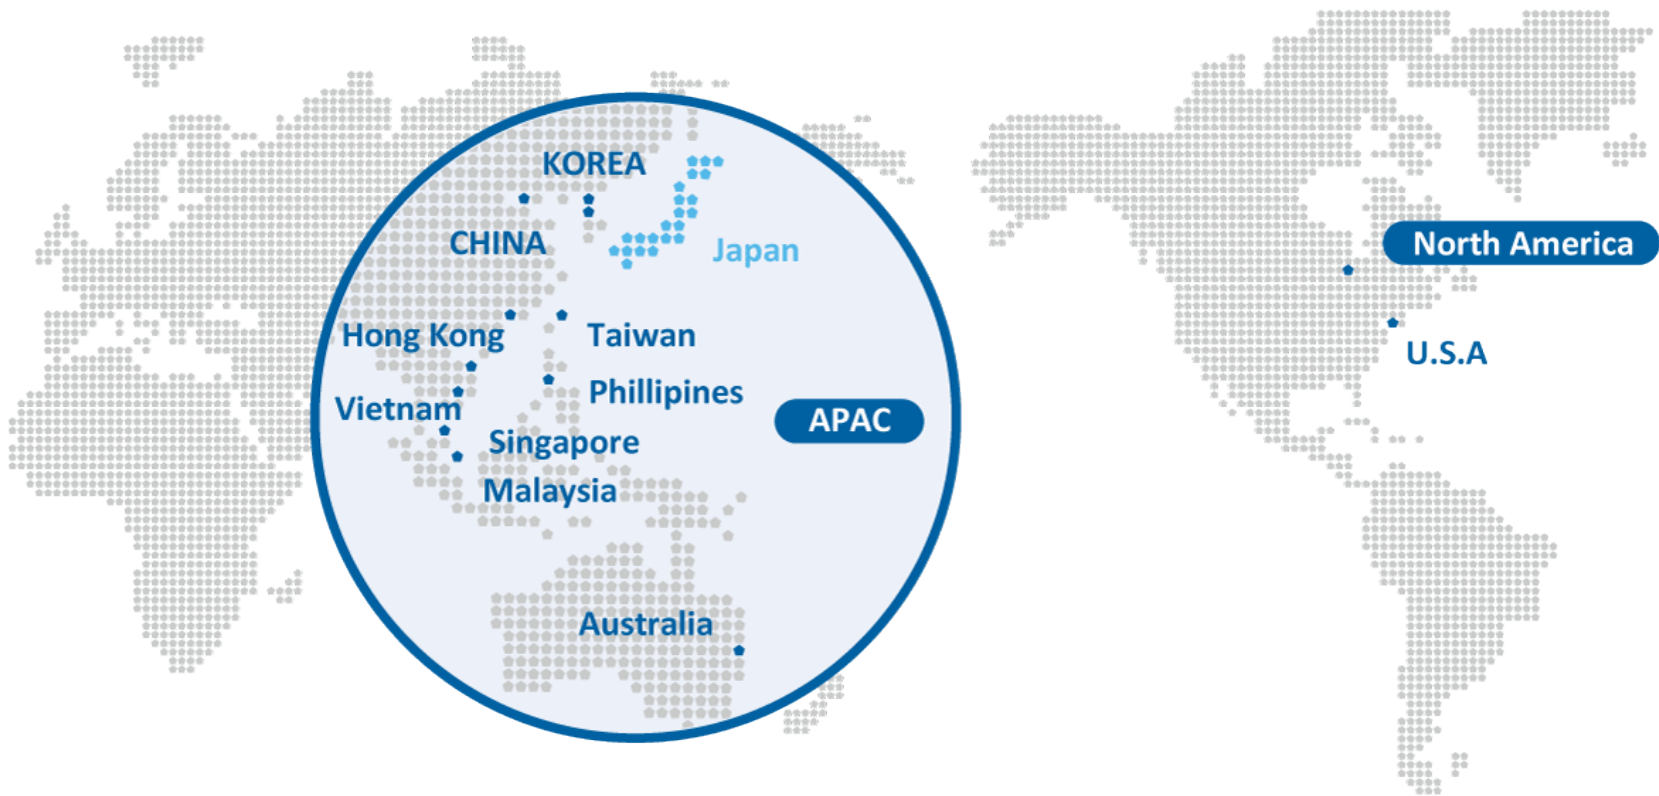 KOREA
CHINA
Japan
North America
Hong Kong
Taiwan
U.S.A
Vietnam
Phillipines
APAC
Singapore
Malaysia
Australia